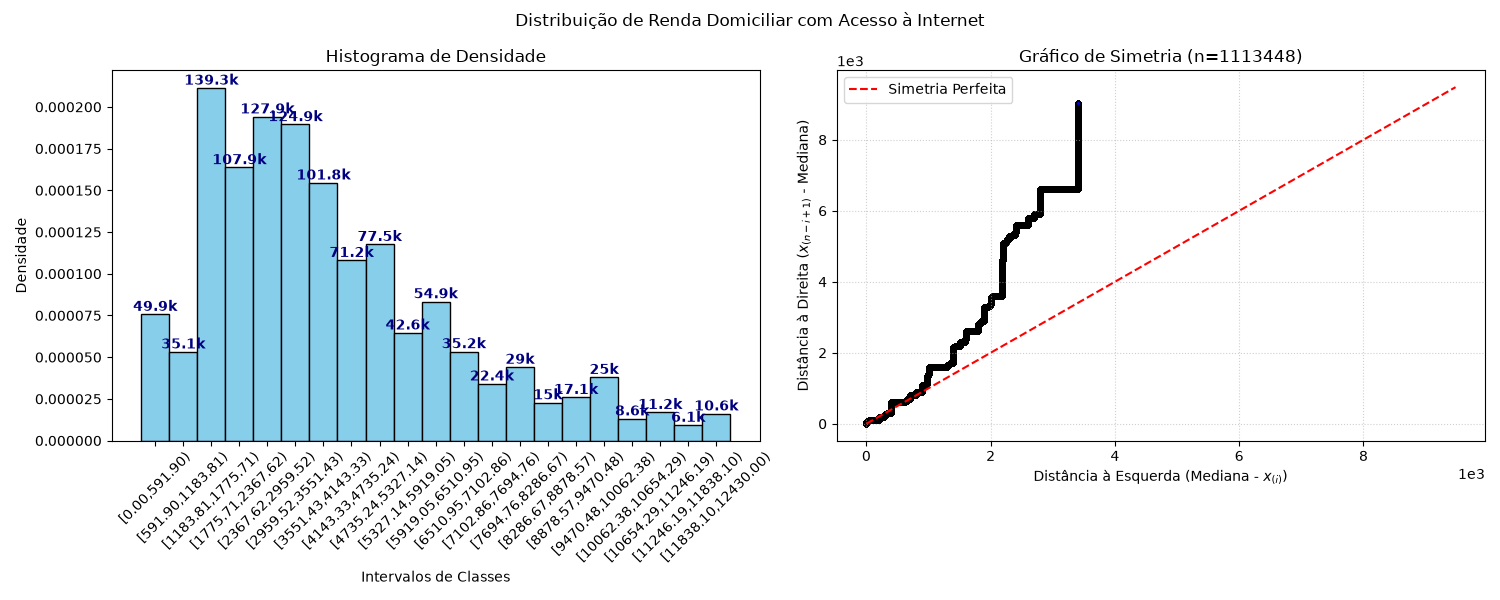 Distribuição de Renda Domiciliar com Acesso à Internet
Histograma de Densidade
139.3k
127.9k
124.9k
107.9k
101.8k
77.5k
71.2k
54.9k
49.9k
42.6k
35.1k
35.2k
29k
22.4k
25k
15k
17.1k
8.6k
11.2k
6.1k
10.6k
0.000200
0.000175
0.000150
0.000125
0.000100
0.000075
0.000050
0.000025
0.000000
Densidade
[0.00,591.90)
[591.90,1183.81)
[1183.81,1775.71)
[1775.71,2367.62)
[2367.62,2959.52)
[2959.52,3551.43)
[3551.43,4143.33)
[4143.33,4735.24)
[4735.24,5327.14)
[5327.14,5919.05)
[5919.05,6510.95)
[6510.95,7102.86)
[7102.86,7694.76)
[7694.76,8286.67)
[8286.67,8878.57)
[8878.57,9470.48)
[9470.48,10062.38)
[10062.38,10654.29)
[10654.29,11246.19)
[11246.19,11838.10)
[11838.10,12430.00)
Intervalos de Classes
Gráfico de Simetria (n=1113448)
1e3
Simetria Perfeita
8
6
4
2
0
Distância à Direita (x(n−i+1) - Mediana)
0 2 4 6 8
1e3
Distância à Esquerda (Mediana - x(i))